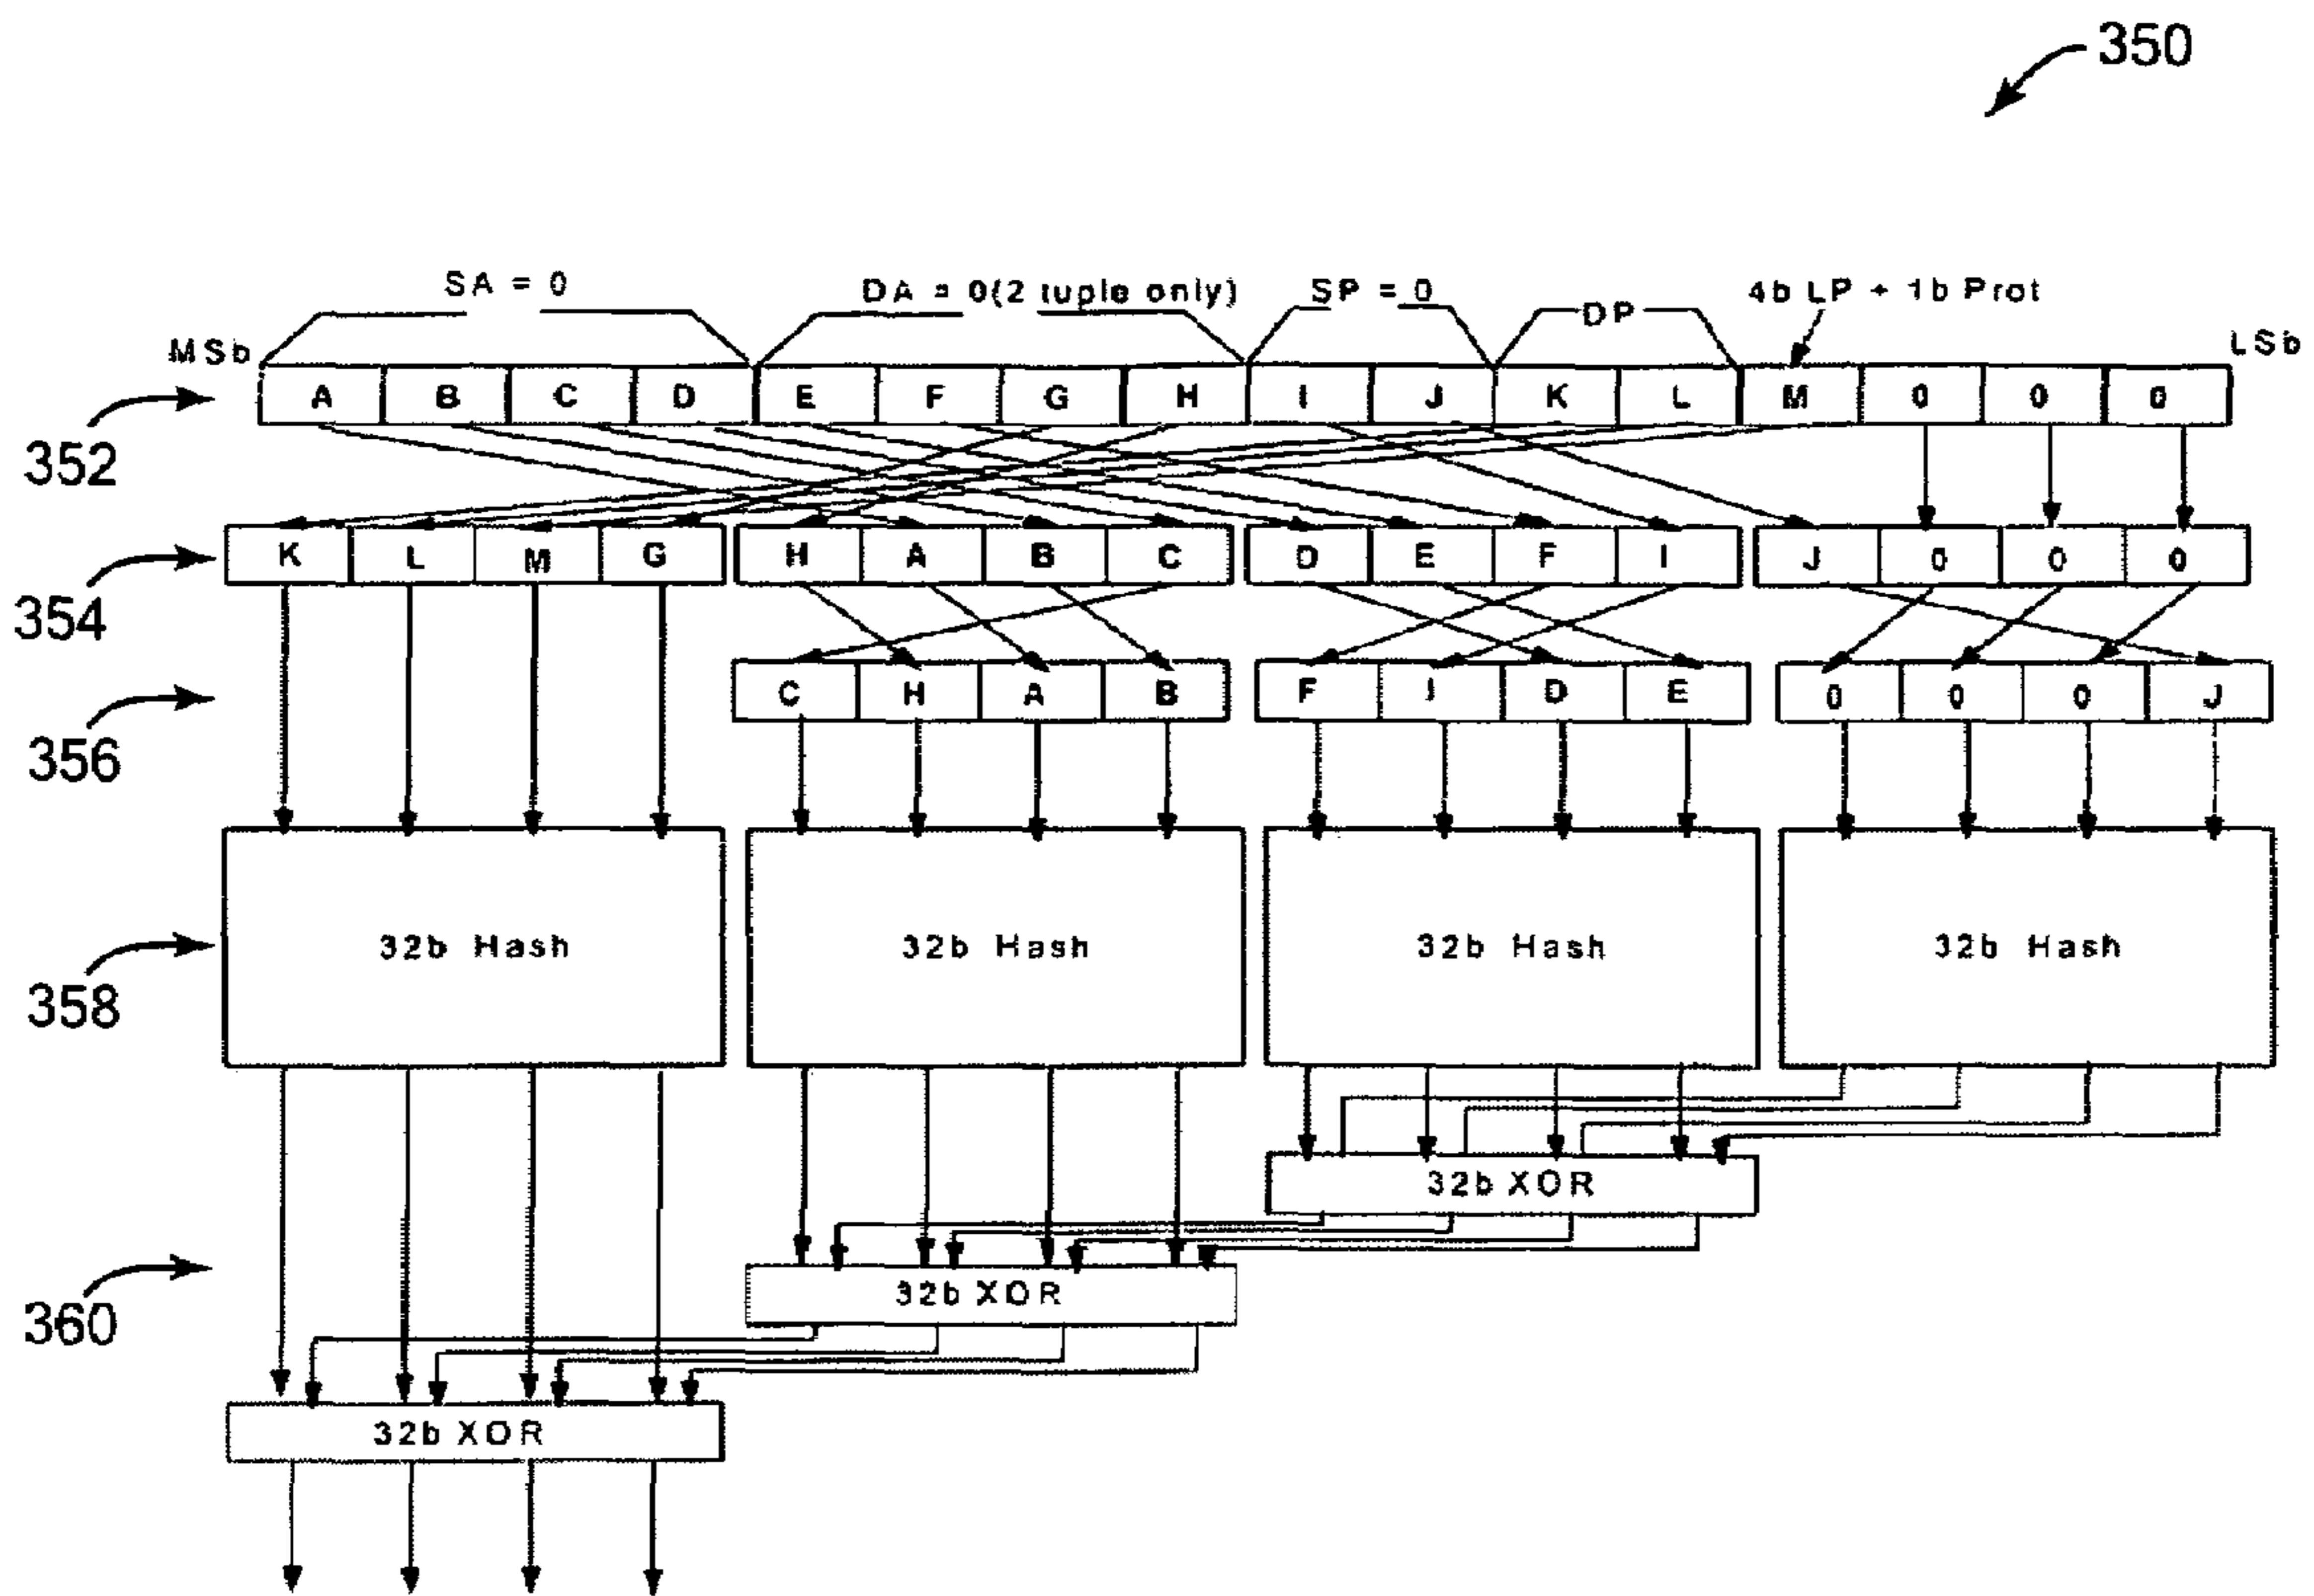 350
SA = 0
DA = 0(2 tuple only)
SP = 0
DP
4b LP + 1b Prot
MSb
LSb
352
A B C D E F G H I J K L M 0 0 0
354
K L M G H A B C D E F I J 0 0 0
356
C H A B F I D E 0 0 0 J
358
32b Hash 32b Hash 32b Hash 32b Hash
32b XOR
360
32b XOR
32b XOR